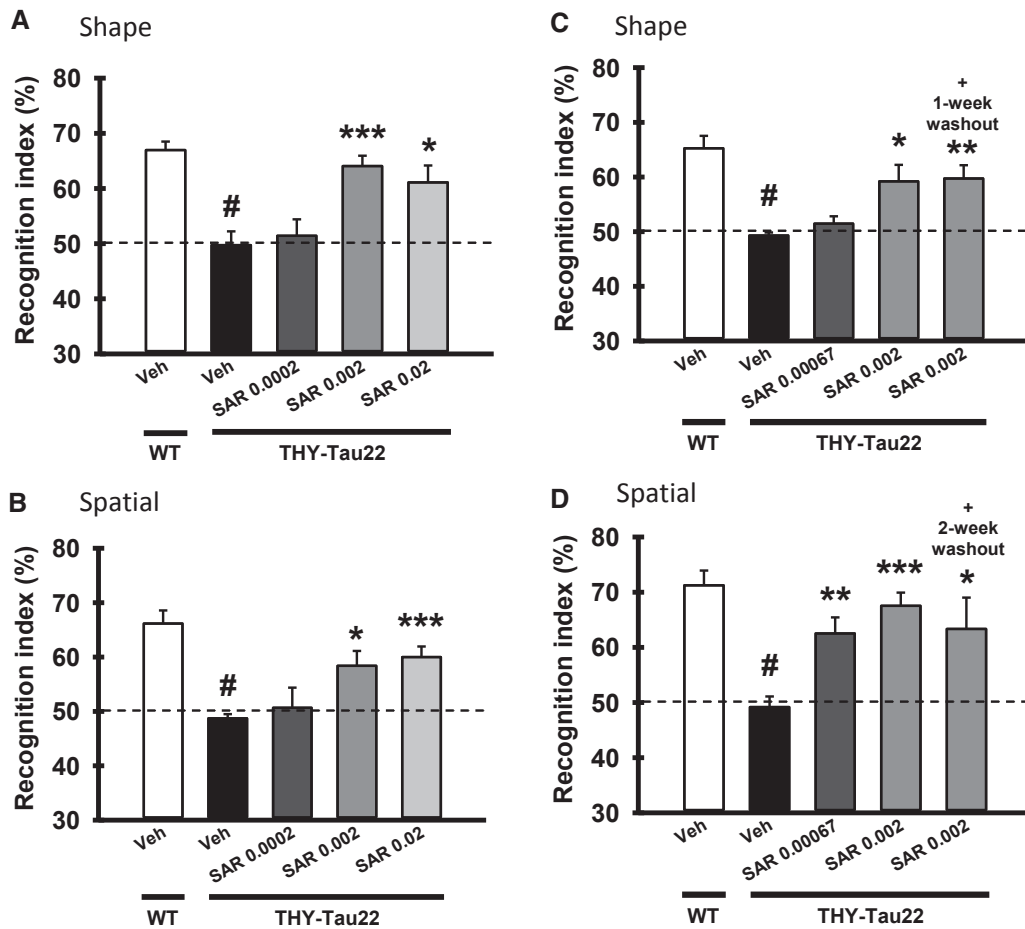 A Shape
Recognition index (%)
80
70
60
50
40
30
#
***
*
Veh
Veh
SAR 0.0002
SAR 0.002
SAR 0.02
WT
THY-Tau22
B Spatial
Recognition index (%)
80
70
60
50
40
30
#
*
***
Veh
Veh
SAR 0.0002
SAR 0.002
SAR 0.02
WT
THY-Tau22
C Shape
Recognition index (%)
80
70
60
50
40
30
#
*
+
1-week
washout
**
Veh
Veh
SAR 0.00067
SAR 0.002
SAR 0.002
WT
THY-Tau22
D Spatial
Recognition index (%)
80
70
60
50
40
30
#
**
***
+
2-week
washout
*
Veh
Veh
SAR 0.00067
SAR 0.002
SAR 0.002
WT
THY-Tau22